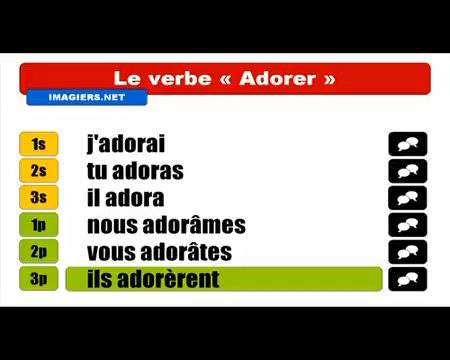 Le verbe « Adorer »
IMAGIERS.NET
1s j'adorai
2s tu adoras
3s il adora
1p nous adorâmes
2p vous adorâtes
3p ils adorèrent